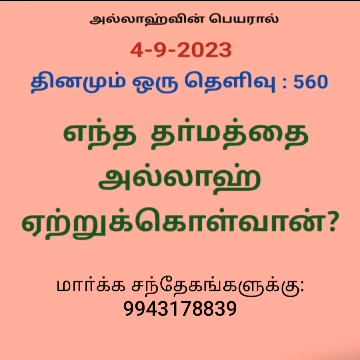 அல்லாஹ்வின் பெயரால்
4-9-2023
தினமும் ஒரு தெளிவு : 560
எந்த தர்மத்தை
அல்லாஹ்
ஏற்றுக்கொள்வான்?
மார்க்க சந்தேகங்களுக்கு:
9943178839